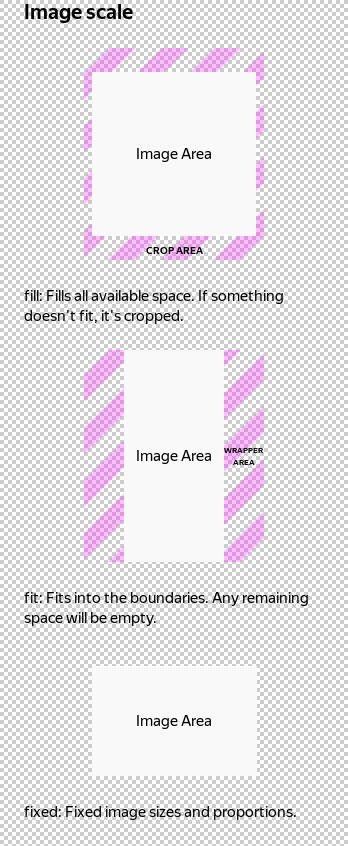 Image scale
Image Area
CROP AREA
fill: Fills all available space. If something
doesn't fit, it's cropped.
Image Area
WRAPPER
AREA
fit: Fits into the boundaries. Any remaining
space will be empty.
Image Area
fixed: Fixed image sizes and proportions.